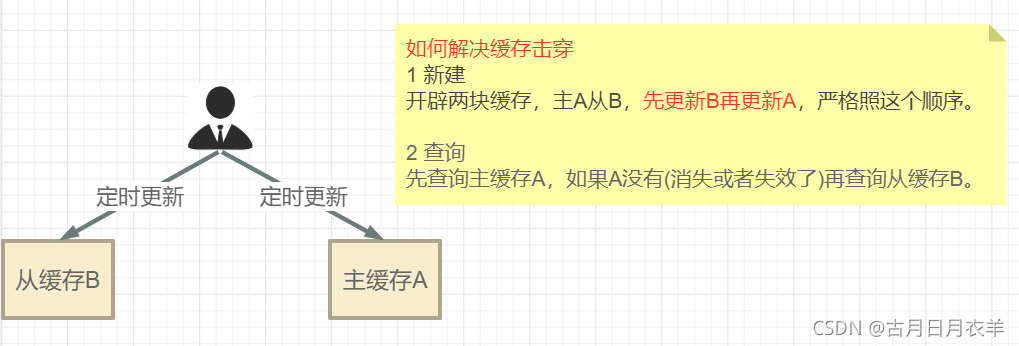 如何解决缓存击穿
1 新建
开辟两块缓存，主A从B，先更新B再更新A，严格照这个顺序。
2 查询
先查询主缓存A，如果A没有(消失或者失效了)再查询从缓存B。
定时更新
定时更新
从缓存B
主缓存A
CSDN @古月日月衣羊